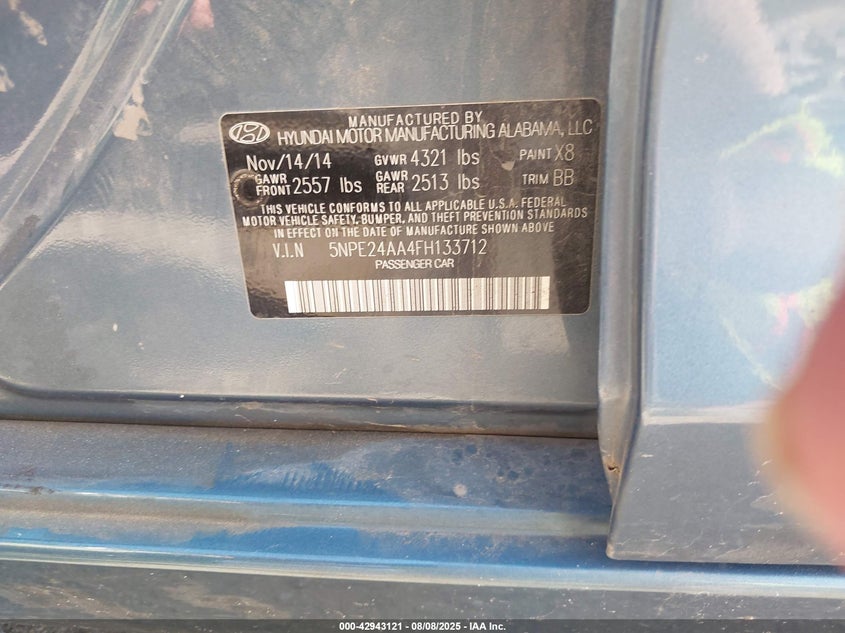 MANUFACTURED BY
HYUNDAI MOTOR MANUFACTURING ALABAMA, LLC
Nov/14/14 GVWR 4321 lbs PAINT X8
GAWR FRONT 2557 lbs GAWR REAR 2513 lbs TRIM BB
THIS VEHICLE CONFORMS TO ALL APPLICABLE U.S.A. FEDERAL
MOTOR VEHICLE SAFETY, BUMPER, AND THEFT PREVENTION STANDARDS
IN EFFECT ON THE DATE OF MANUFACTURE SHOWN ABOVE
V.I.N 5NPE24AA4FH133712
PASSENGER CAR
000-42943121 - 08/08/2025 - IAA Inc.